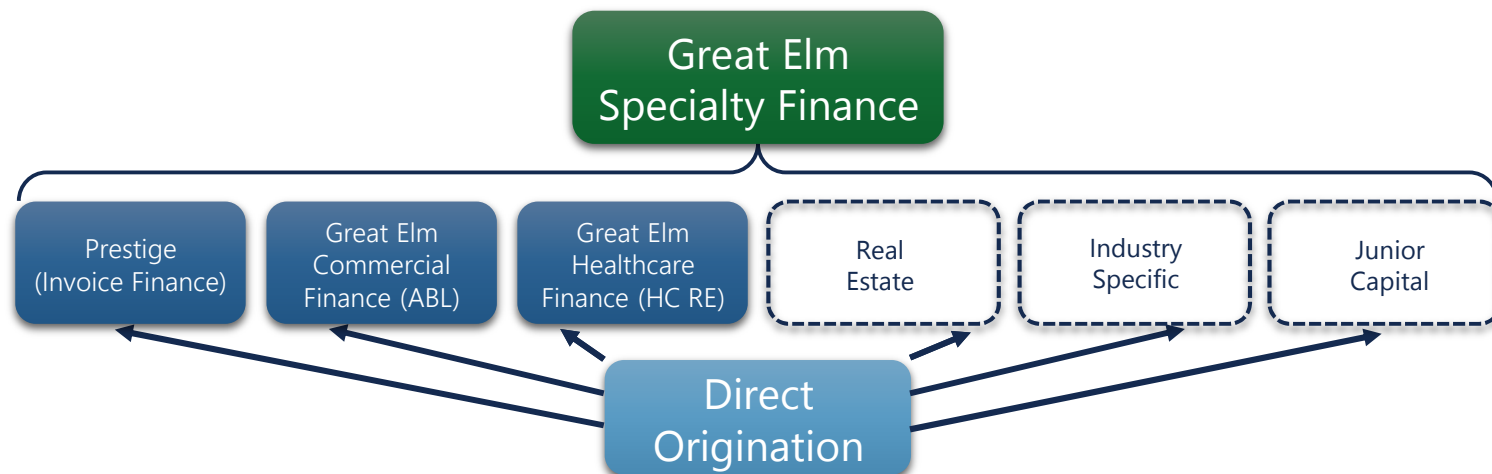 Great Elm
Specialty Finance
Prestige
(Invoice Finance)
Great Elm
Commercial
Finance (ABL)
Great Elm
Healthcare
Finance (HC RE)
Real
Estate
Industry
Specific
Junior
Capital
Direct
Origination